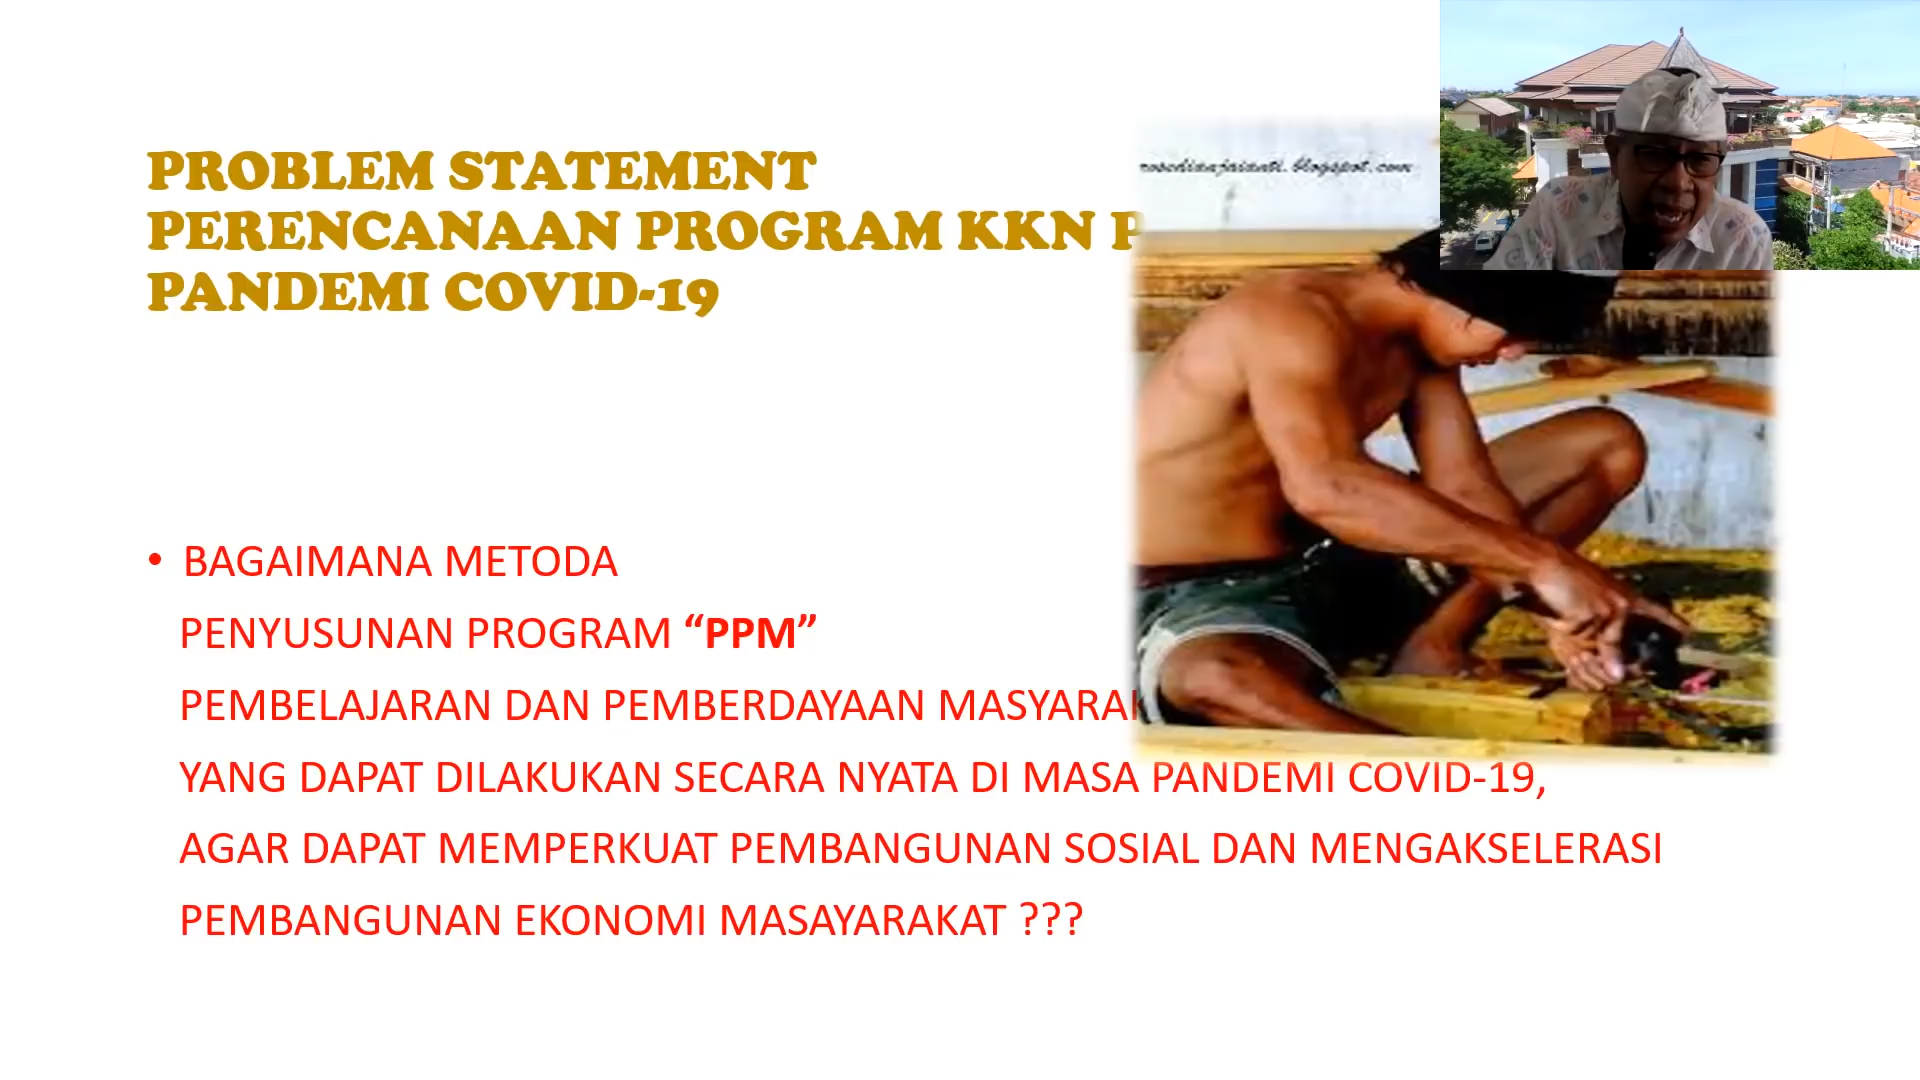 PROBLEM STATEMENT
PERENCANAAN PROGRAM KKN P
PANDEMI COVID-19
• BAGAIMANA METODA
PENYUSUNAN PROGRAM “PPM”
PEMBELAJARAN DAN PEMBERDAYAAN
YANG DAPAT DILAKUKAN SECARA NYATA DI MASA PANDEMI COVID-19,
AGAR DAPAT MEMPERKUAT PEMBANGUNAN SOSIAL DAN MENGAKSELERASI
PEMBANGUNAN EKONOMI MASAYARAKAT ???